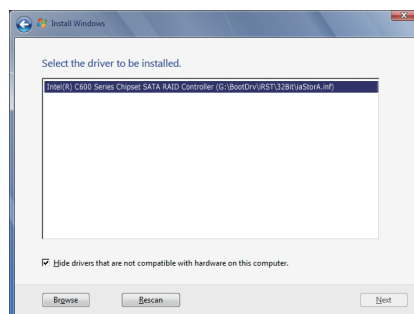 Install Windows
Select the driver to be installed.
Intel(R) C600 Series Chipset SATA RAID Controller (G:\BootDrv\iRST\32Bit\iaStorA.inf)
Hide drivers that are not compatible with hardware on this computer.
Browse Rescan Next